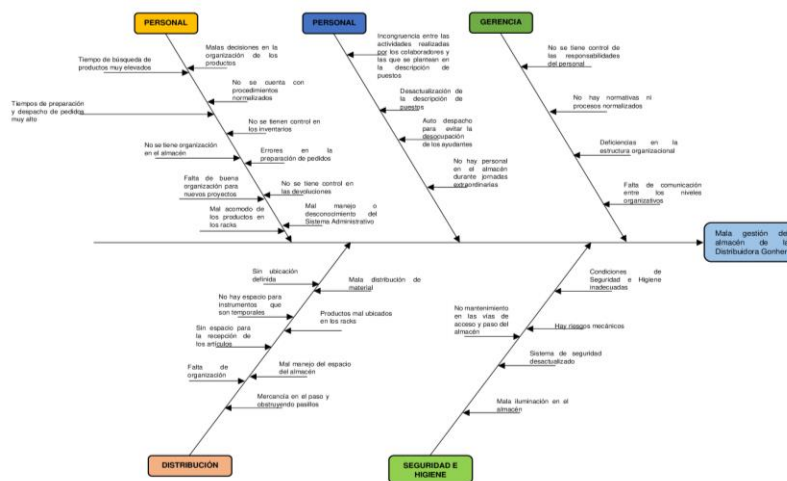 PERSONAL
PERSONAL
GERENCIA
Malas decisiones en la
organización de los
productos
Tiempo de búsqueda de
productos muy elevados
No se cuenta con
procedimientos
normalizados
Tiempos de preparación
y despacho de pedidos
muy alto
No se tienen control en
los inventarios
No se tiene organización
en el almacén
Errores en la
preparación de pedidos
Falta de buena
organización para
nuevos proyectos
No se tiene control en
las devoluciones
Mal acomodo de
los productos en
los racks
Mal manejo o
desconocimiento del
Sistema Administrativo
Incongruencia entre las
actividades realizadas
por los colaboradores y
las que se plantean en la
descripción de
puestos
Desactualización de
la descripción de
puestos
Auto despacho
para evitar la
desocupación
de los ayudantes
No hay personal
en el almacén
durante jornadas
extraordinarias
No se tiene control de
las responsabilidades
del personal
No hay normativas ni
procesos normalizados
Deficiencias en la
estructura organizacional
Falta de comunicación
entre los niveles
organizativos
Mala gestión del
almacén de la
Distribuidora Gonher
Sin ubicación
definida
Mala distribución de
material
No hay espacio para
instrumentos que
son temporales
Productos mal ubicados
en los racks
Sin espacio para
la recepción de
los artículos
Mal manejo del espacio
del almacén
Falta de
organización
Mercancía en el paso y
obstruyendo pasillos
Condiciones de
Seguridad e Higiene
inadecuadas
No mantenimiento
en las vías de
acceso y paso del
almacén
Hay riesgos mecánicos
Sistema de seguridad
desactualizado
Mala iluminación en el
almacén
DISTRIBUCIÓN
SEGURIDAD E
HIGIENE